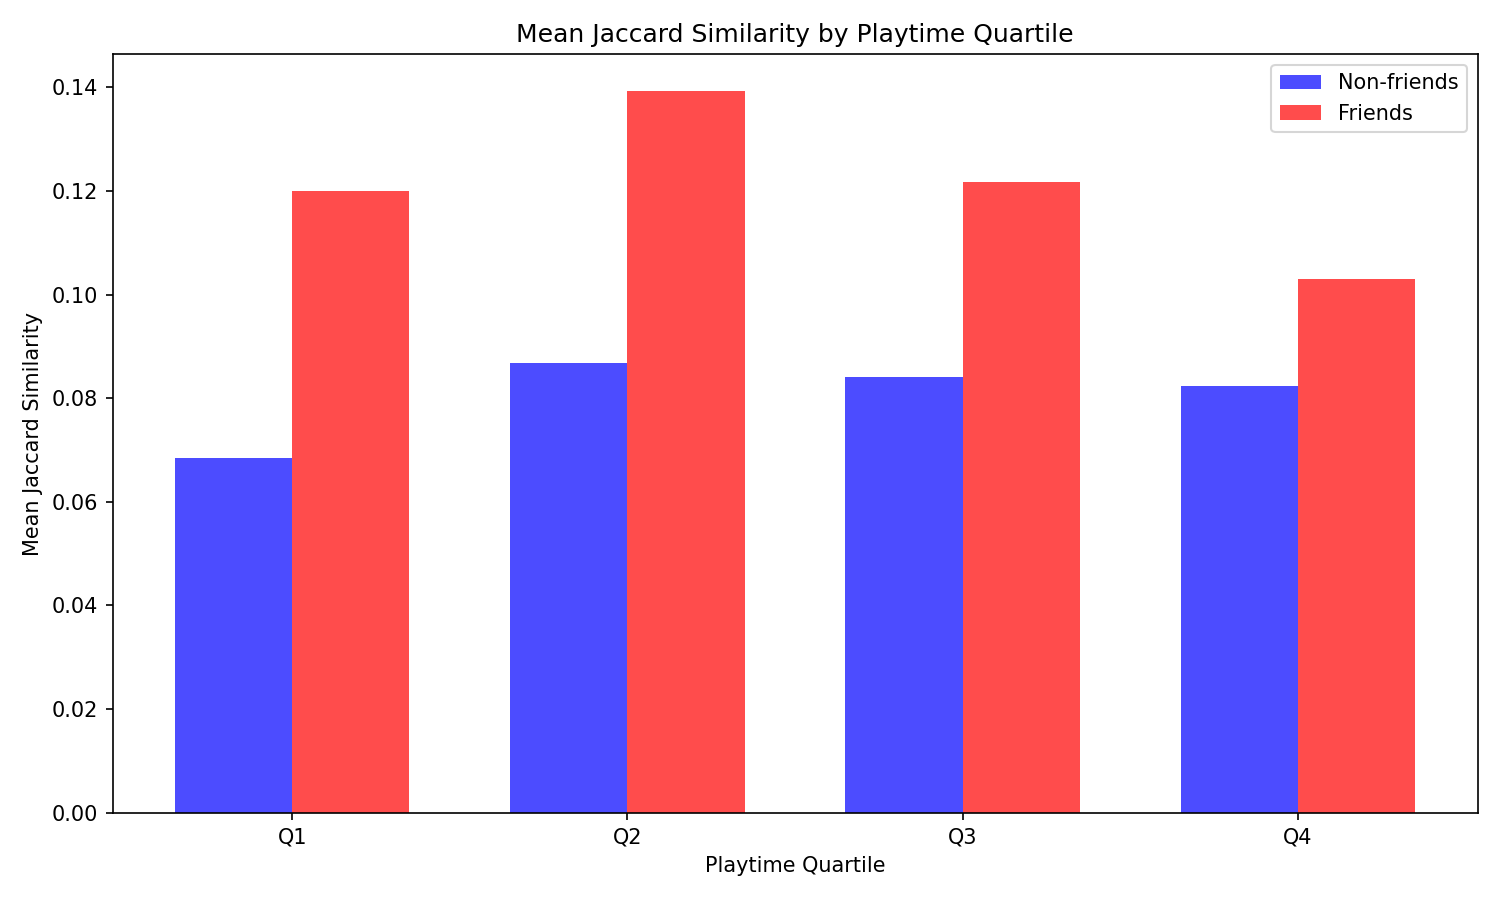 Mean Jaccard Similarity by Playtime Quartile
Non-friends
Friends
Mean Jaccard Similarity
0.14
0.12
0.10
0.08
0.06
0.04
0.02
0.00
Q1
Q2
Q3
Q4
Playtime Quartile